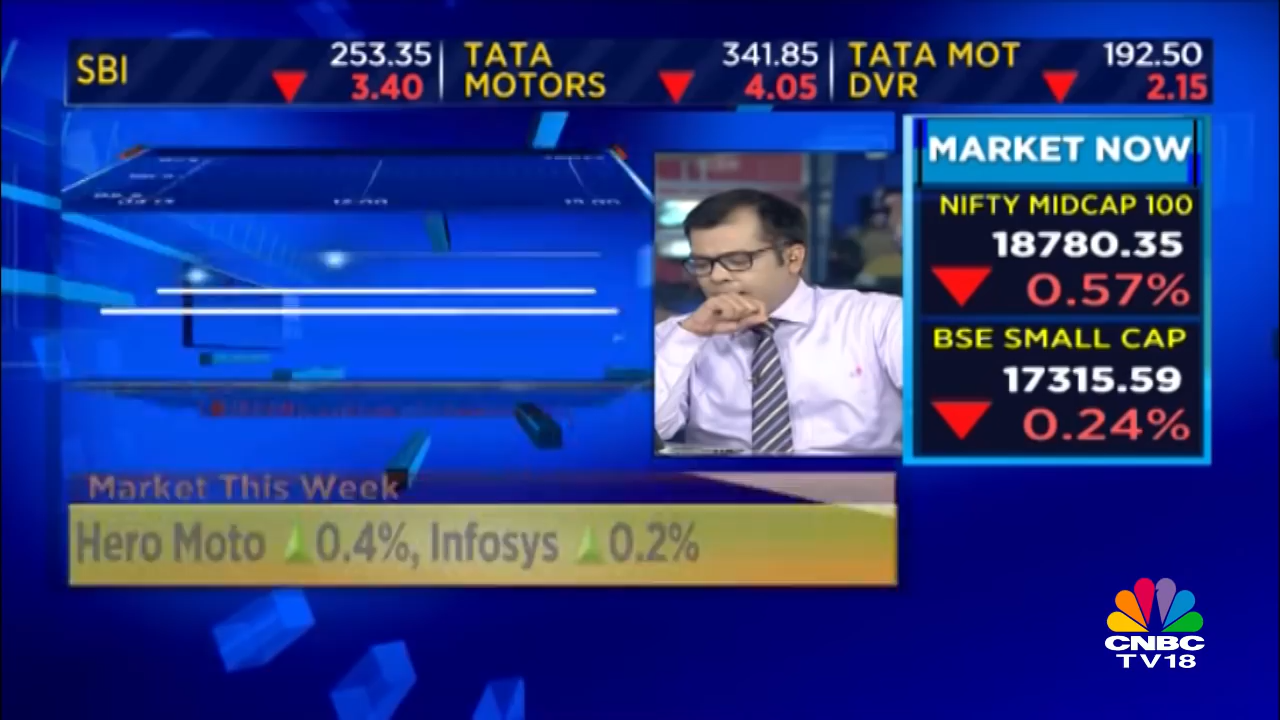 SBI
253.35
3.40
TATA
MOTORS
341.85
4.05
TATA MOT
DVR
192.50
2.15
MARKET NOW
NIFTY MIDCAP 100
18780.35
0.57%
BSE SMALL CAP
17315.59
0.24%
Market This Week
Hero Moto ▲0.4%, Infosys ▲0.2%
CNBC
TV18